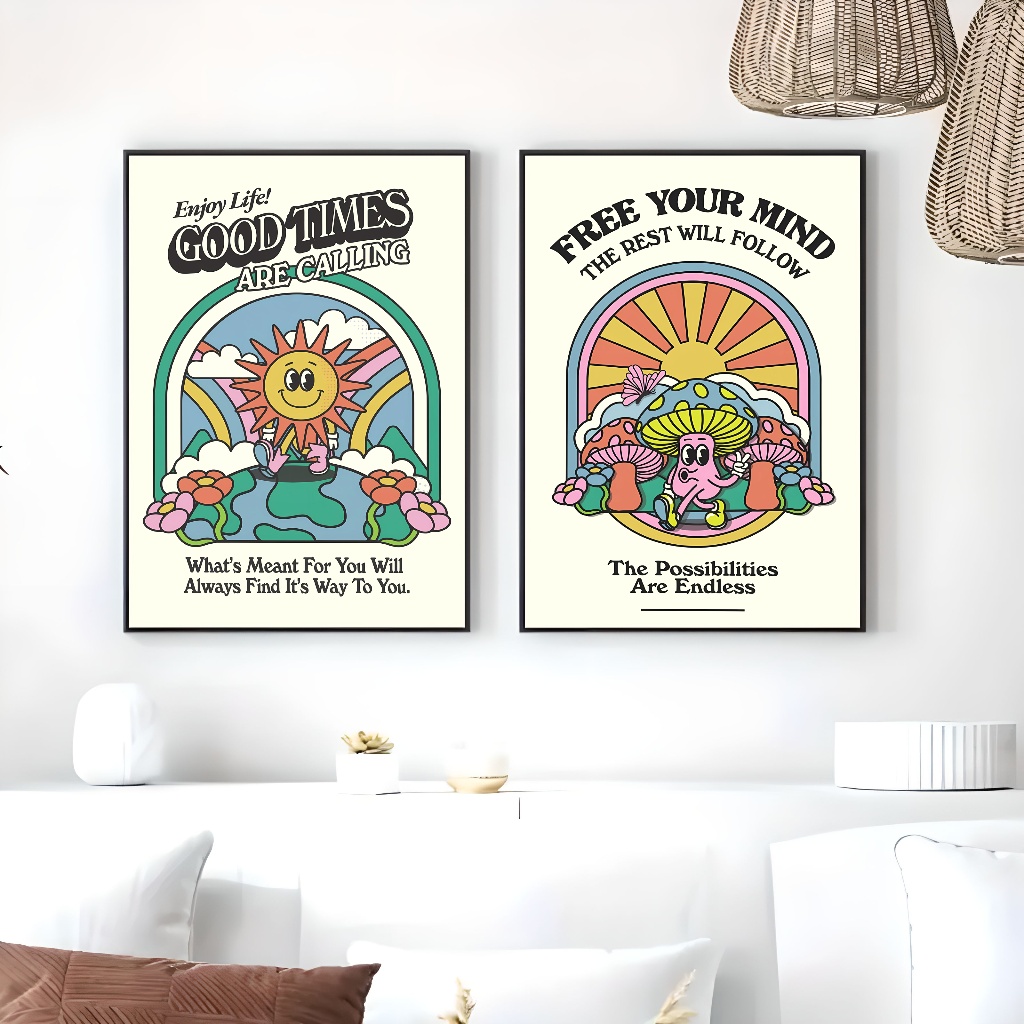 Enjoy Life!
GOOD TIMES
ARE CALLING
What's Meant For You Will
Always Find It's Way To You.
FREE YOUR MIND
THE REST WILL FOLLOW
The Possibilities
Are Endless